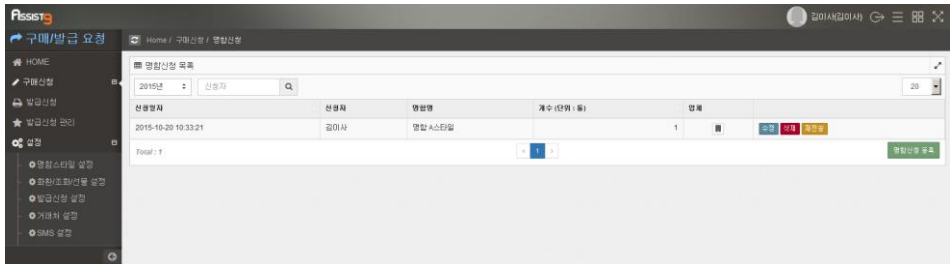 Assist9
김이사(김이사)
구매/발급 요청
Home / 구매신청 / 명함신청
HOME
구매신청
발급신청
발급신청 관리
설정
명함스타일 설정
화환/조화/선물 설정
발급신청 설정
거래처 설정
SMS 설정
명함신청 목록
2015년
신청자
20
신청일자 신청자 명함명 개수 (단위 : 통) 업체
2015-10-20 10:33:21 김이사 명함 A스타일 1 수정 삭제 재전송
Total : 1
1
명함신청 등록